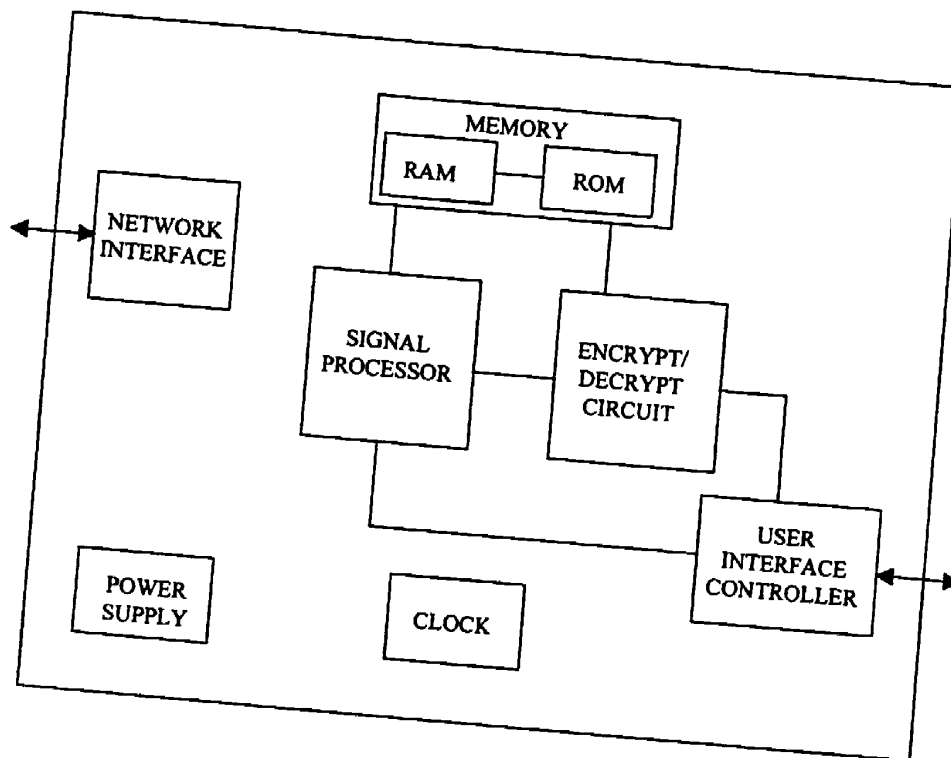 MEMORY
RAM
ROM
NETWORK
INTERFACE
SIGNAL
PROCESSOR
ENCRYPT/
DECRYPT
CIRCUIT
USER
INTERFACE
CONTROLLER
POWER
SUPPLY
CLOCK